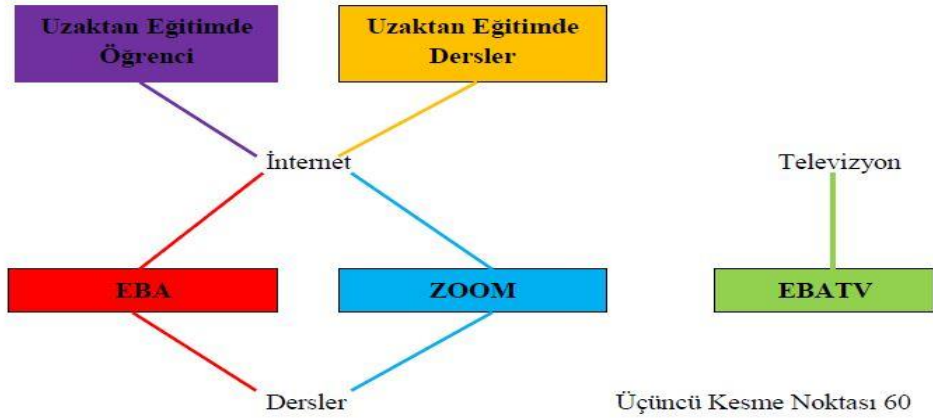 Uzaktan Eğitimde
Öğrenci
Uzaktan Eğitimde
Dersler
İnternet
Televizyon
EBA
ZOOM
EBATV
Dersler
Üçüncü Kesme Noktası 60